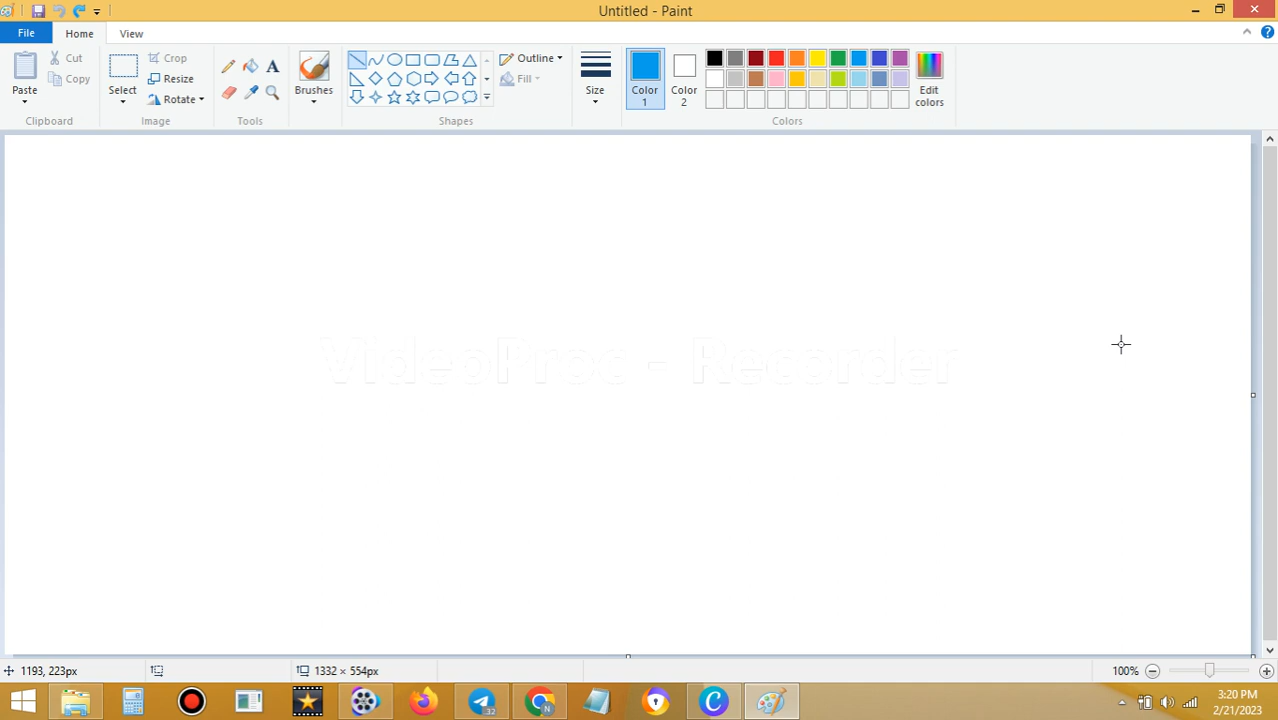 Untitled - Paint
File
Home
View
Paste
Cut
Copy
Clipboard
Select
Crop
Resize
Rotate
Image
A
Tools
Brushes
Outline
Fill
Shapes
Size
Color
1
Color
2
Edit
colors
Colors
VideoProc - Recorder
1193, 223px
1332 × 554px
100%
32
N
C
3:20 PM
2/21/2023